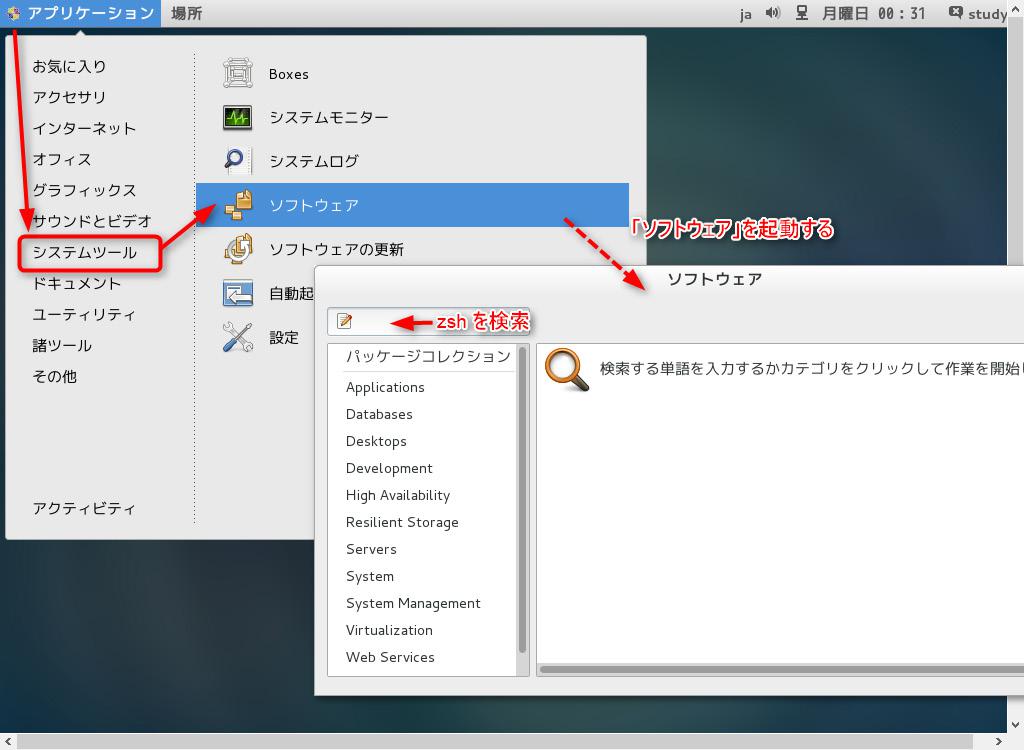 アプリケーション 場所 ja 月曜日 00：31 study
お気に入り
アクセサリ
インターネット
オフィス
グラフィックス
サウンドとビデオ
システムツール
ドキュメント
ユーティリティ
諸ツール
その他
アクティビティ
Boxes
システムモニター
システムログ
ソフトウェア
ソフトウェアの更新
自動起
設定
「ソフトウェア」を起動する
ソフトウェア
zsh を検索
パッケージコレクション
Applications
Databases
Desktops
Development
High Availability
Resilient Storage
Servers
System
System Management
Virtualization
Web Services
検索する単語を入力するかカテゴリをクリックして作業を開始し